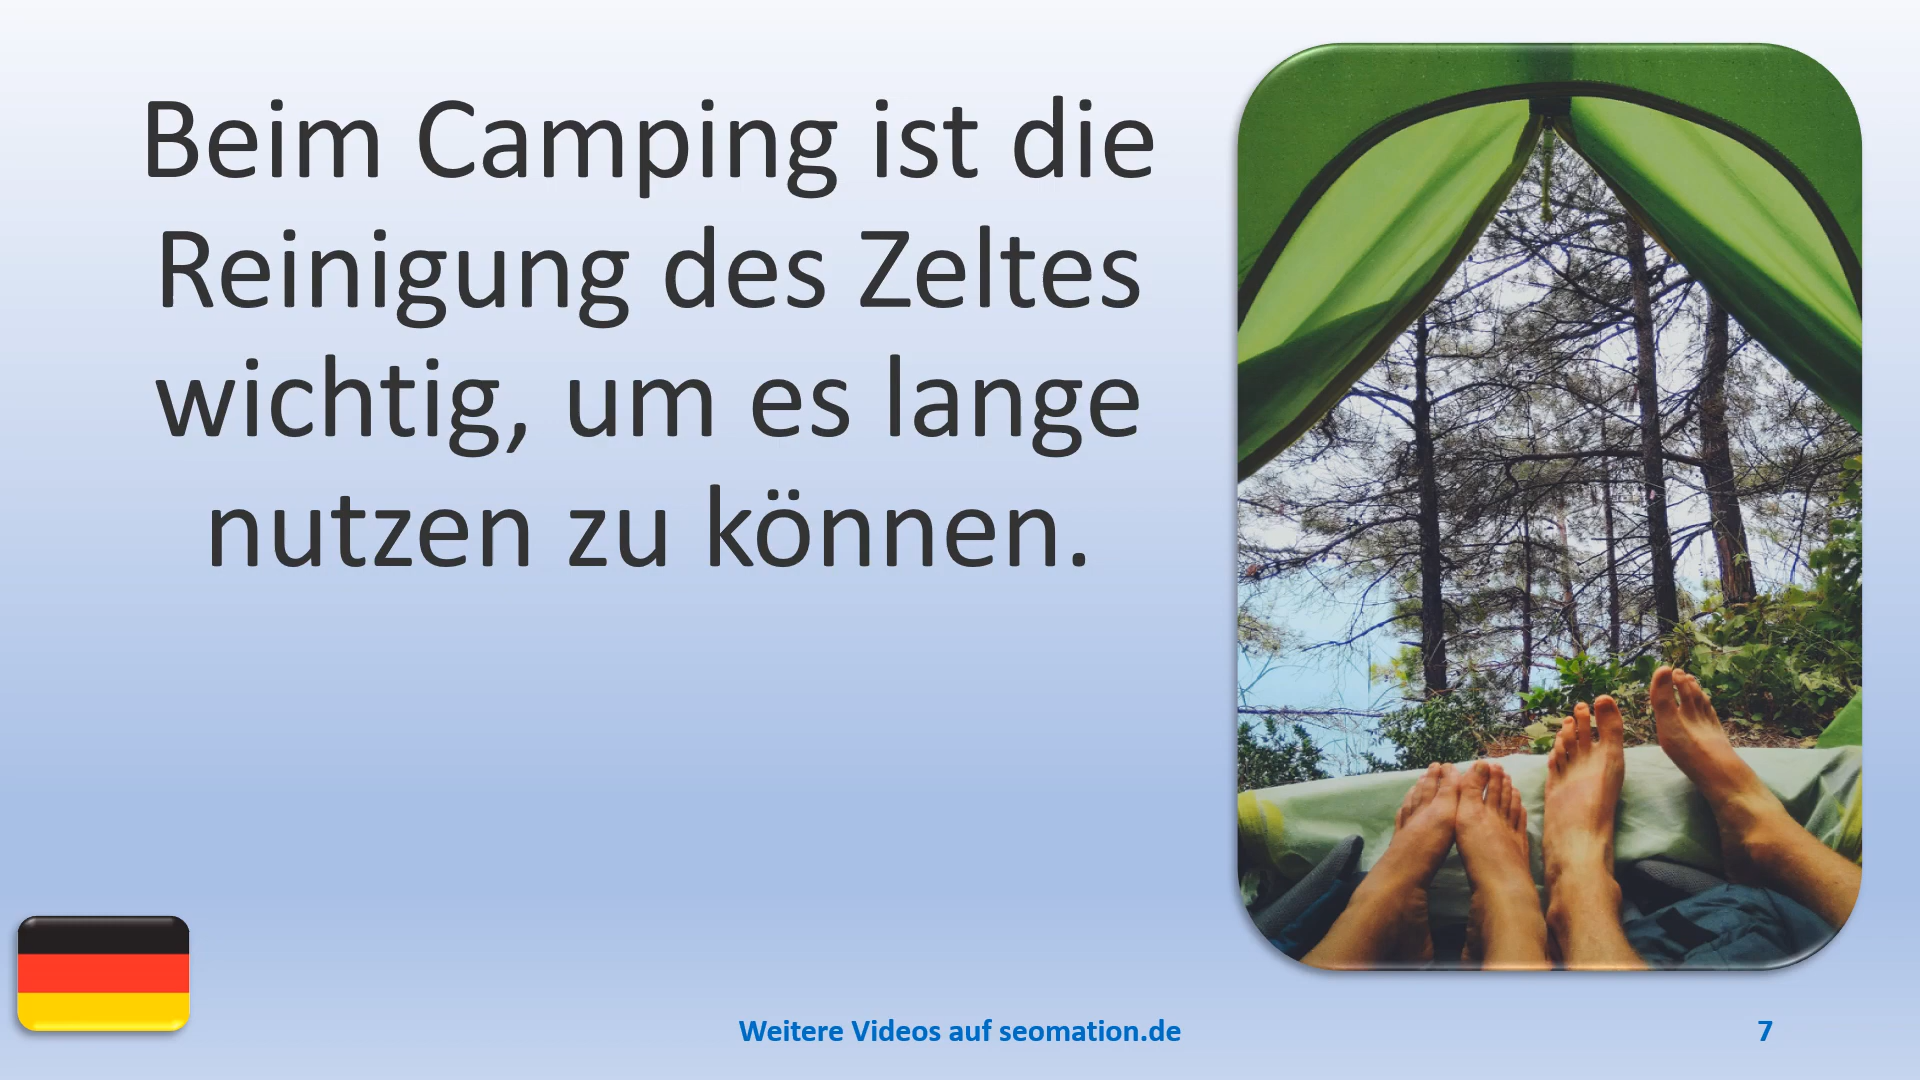 Beim Camping ist die
Reinigung des Zeltes
wichtig, um es lange
nutzen zu können.
Weitere Videos auf seomation.de
7